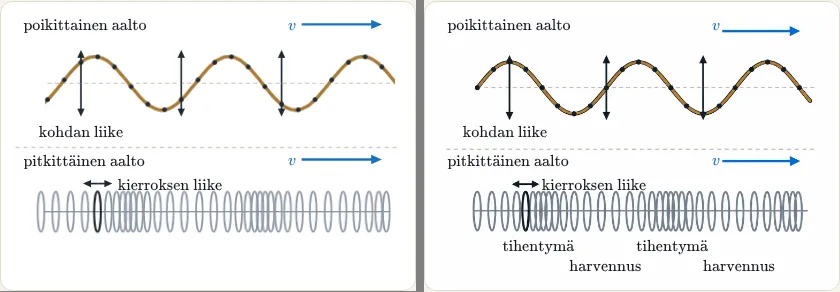 poikittainen aalto
v
kohdan liike
pitkittäinen aalto
v
kierroksen liike
poikittainen aalto
v
kohdan liike
pitkittäinen aalto
v
kierroksen liike
tihentymä
tihentymä
harvennus
harvennus